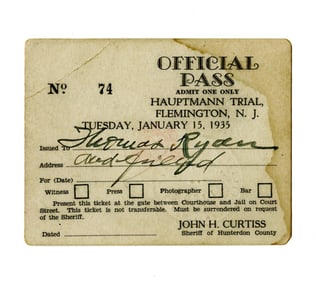 OFFICIAL
PASS
ADMIT ONE ONLY
No 74
HAUPTMANN TRIAL,
FLEMINGTON, N. J.
TUESDAY, JANUARY 15, 1935
Issued To Thomas Ryan
Address and friend
For (Date)
Witness Press Photographer Bar
Present this ticket at the gate between Courthouse and Jail on Court
Street. This ticket is not transferable. Must be surrendered on request
of the Sheriff.
JOHN H. CURTISS
Dated Sheriff of Hunterdon County